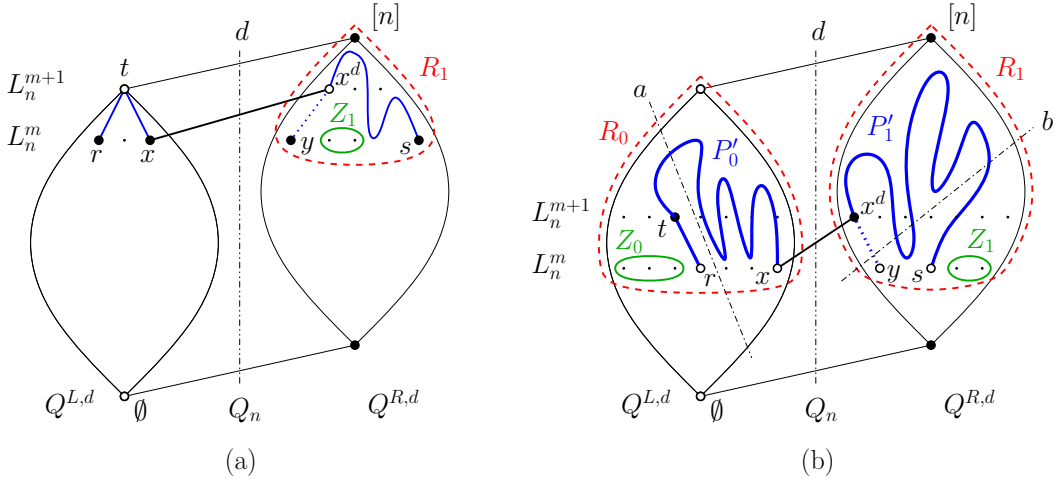 [n]
d
t
L_n^{m+1}
x^d
R_1
Z_1
L_n^m
r
x
y
s
Q^{L,d}
∅
Q_n
Q^{R,d}
(a)
[n]
d
a
R_1
R_0
P'_0
P'_1
b
L_n^{m+1}
t
x^d
Z_0
Z_1
L_n^m
r
x
y
s
Q^{L,d}
∅
Q_n
Q^{R,d}
(b)